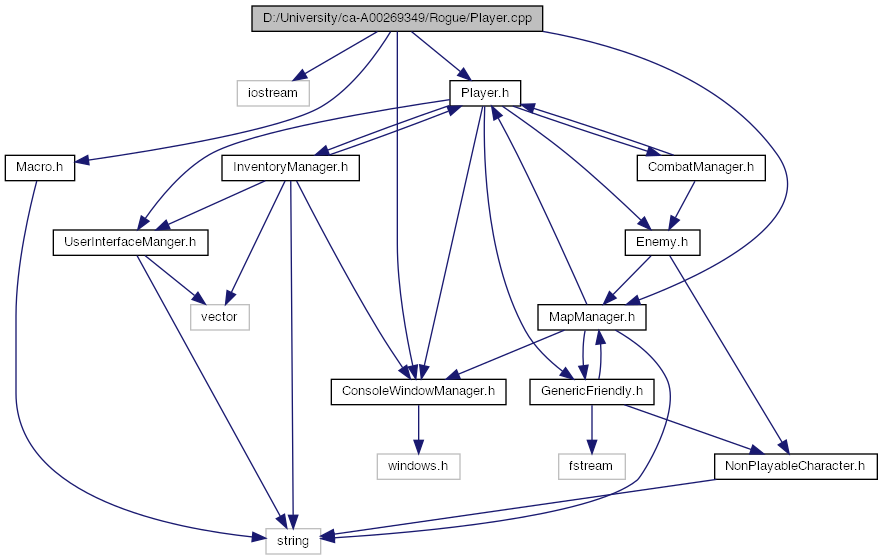 D:/University/ca-A00269349/Rogue/Player.cpp
iostream
Player.h
Macro.h
InventoryManager.h
CombatManager.h
UserInterfaceManger.h
Enemy.h
vector
MapManager.h
ConsoleWindowManager.h
GenericFriendly.h
windows.h
fstream
NonPlayableCharacter.h
string